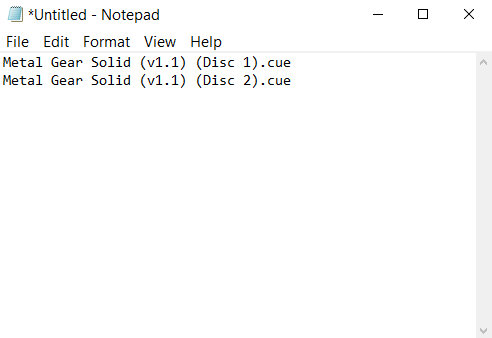 *Untitled - Notepad
File Edit Format View Help
Metal Gear Solid (v1.1) (Disc 1).cue
Metal Gear Solid (v1.1) (Disc 2).cue